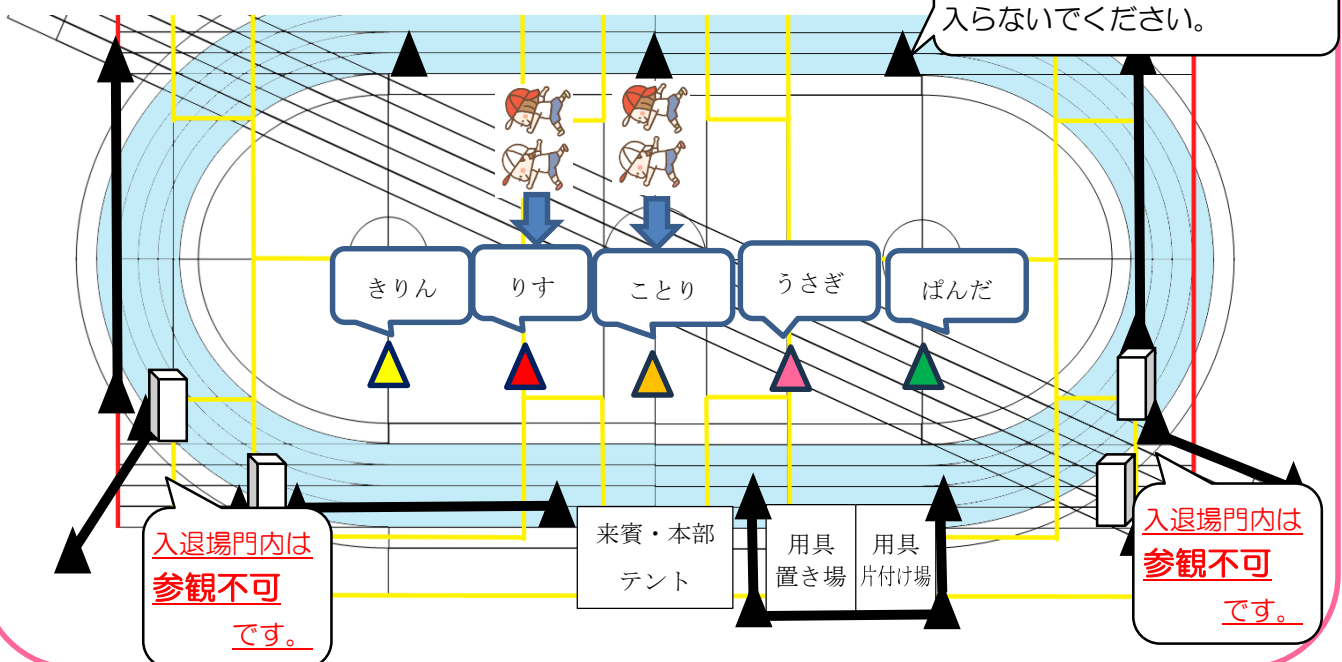 入らないでください。
きりん
りす
ことり
うさぎ
ぱんだ
来賓・本部
テント
用具
置き場
用具
片付け場
入退場門内は
参観不可
です。
入退場門内は
参観不可
です。